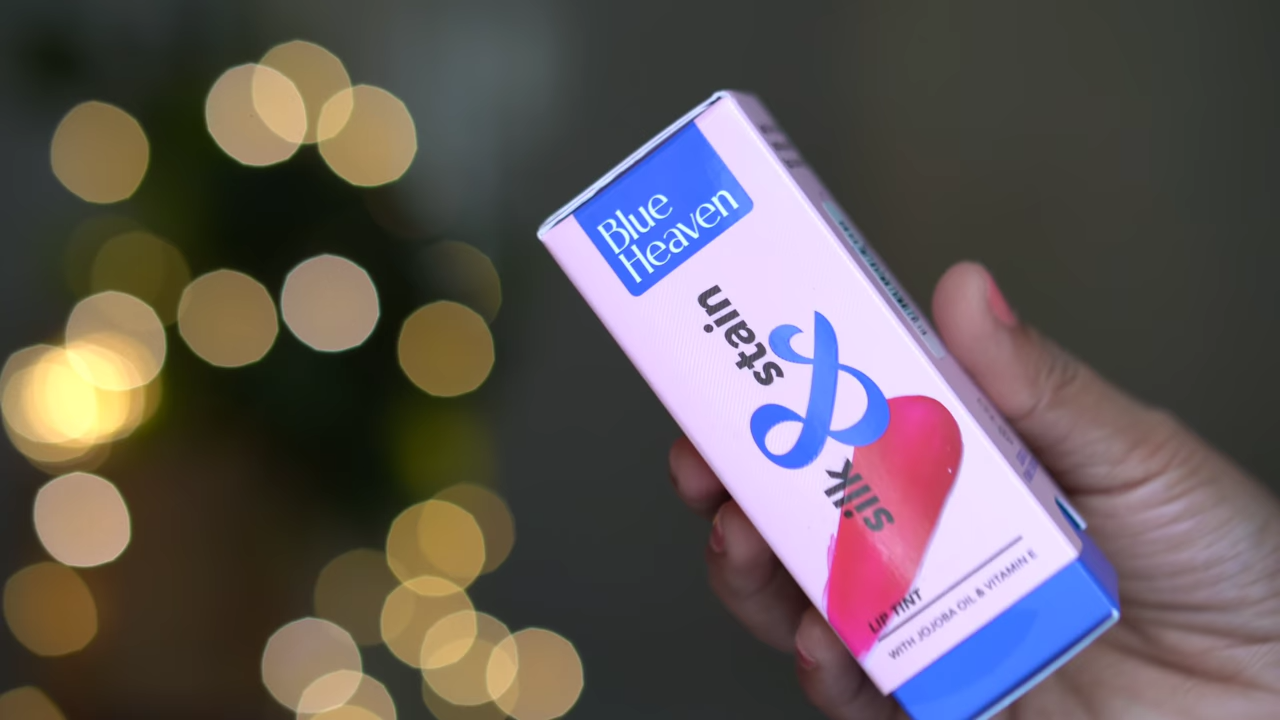 Blue
Heaven
silk
&
stain
LIP TINT
WITH JOJOBA OIL & VITAMIN E